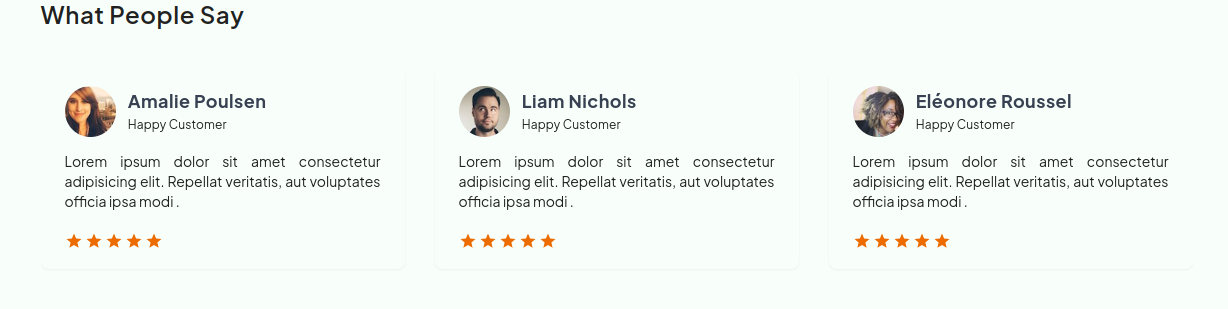 What People Say
Amalie Poulsen
Happy Customer
Lorem ipsum dolor sit amet consectetur
adipisicing elit. Repellat veritatis, aut voluptates
officia ipsa modi .
Liam Nichols
Happy Customer
Lorem ipsum dolor sit amet consectetur
adipisicing elit. Repellat veritatis, aut voluptates
officia ipsa modi .
Eléonore Roussel
Happy Customer
Lorem ipsum dolor sit amet consectetur
adipisicing elit. Repellat veritatis, aut voluptates
officia ipsa modi .